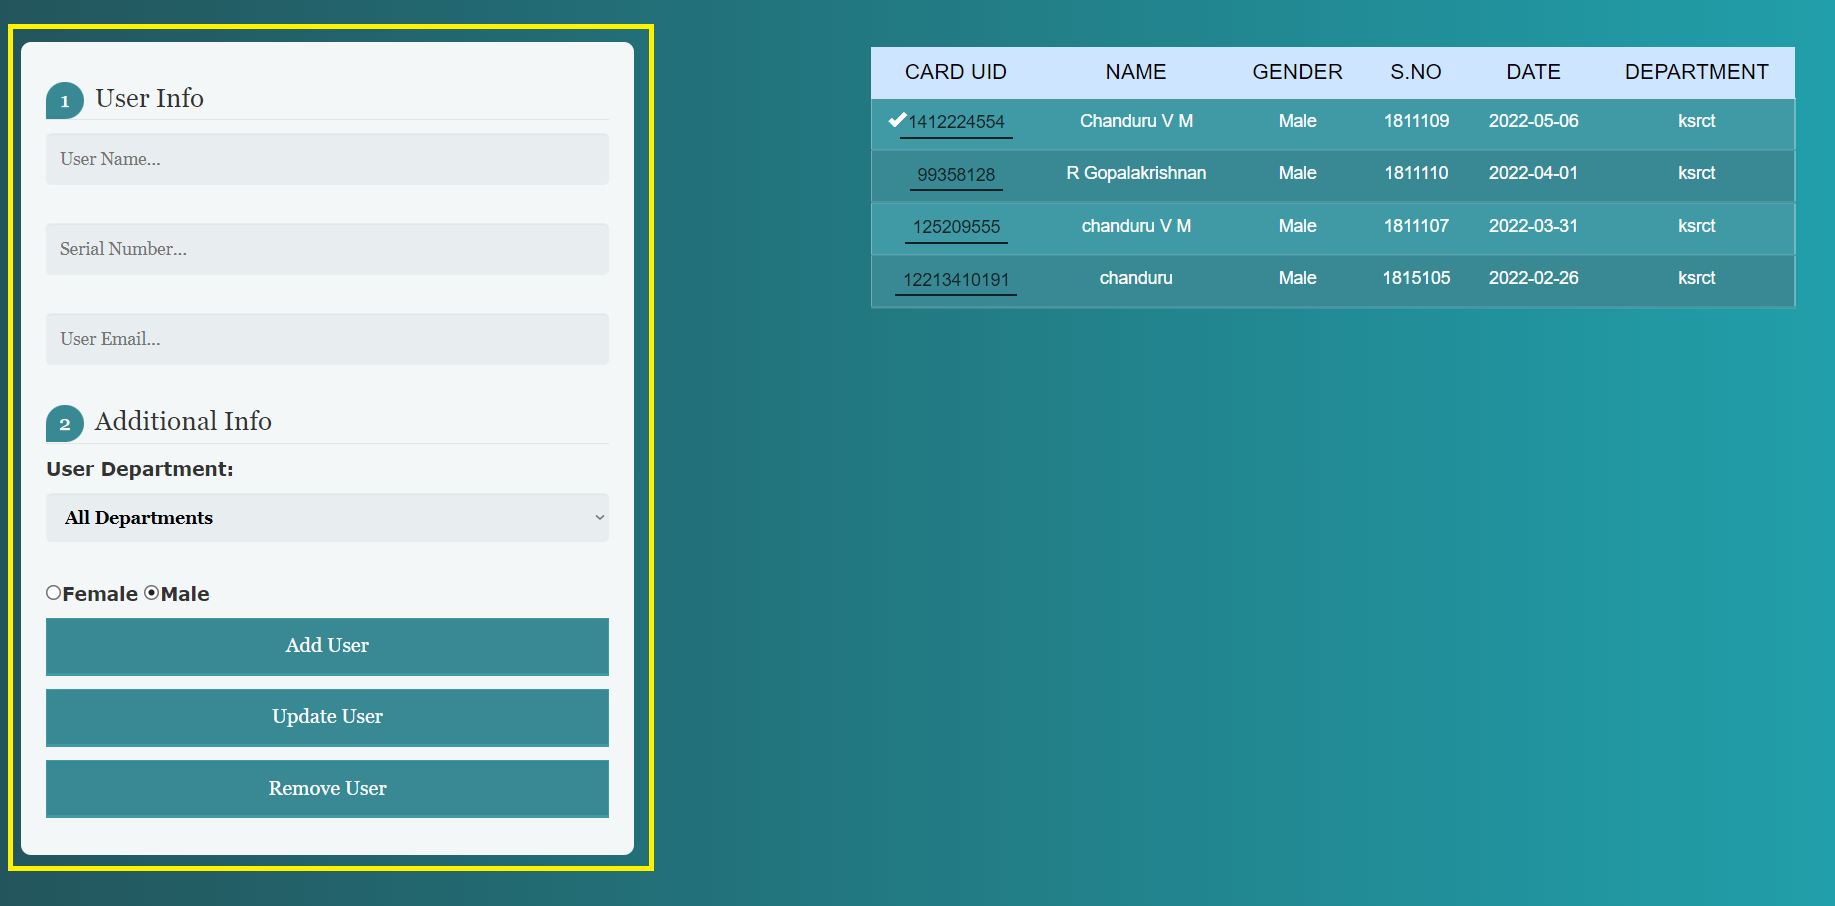 1 User Info
User Name...
Serial Number...
User Email...
2 Additional Info
User Department:
All Departments
Female Male
Add User
Update User
Remove User
CARD UID NAME GENDER S.NO DATE DEPARTMENT
1412224554 Chanduru V M Male 1811109 2022-05-06 ksrct
99358128 R Gopalakrishnan Male 1811110 2022-04-01 ksrct
125209555 chanduru V M Male 1811107 2022-03-31 ksrct
12213410191 chanduru Male 1815105 2022-02-26 ksrct